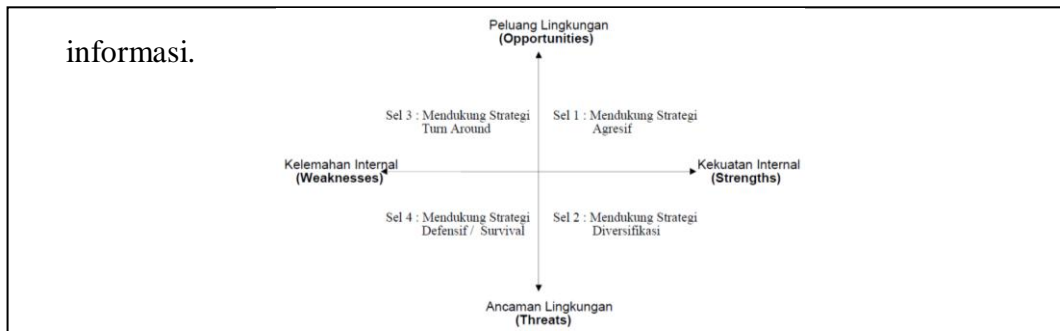 informasi.
Peluang Lingkungan
(Opportunities)
Sel 3 : Mendukung Strategi
Turn Around
Sel 1 : Mendukung Strategi
Agresif
Kelemahan Internal
(Weaknesses)
Kekuatan Internal
(Strengths)
Sel 4 : Mendukung Strategi
Defensif / Survival
Sel 2 : Mendukung Strategi
Diversifikasi
Ancaman Lingkungan
(Threats)